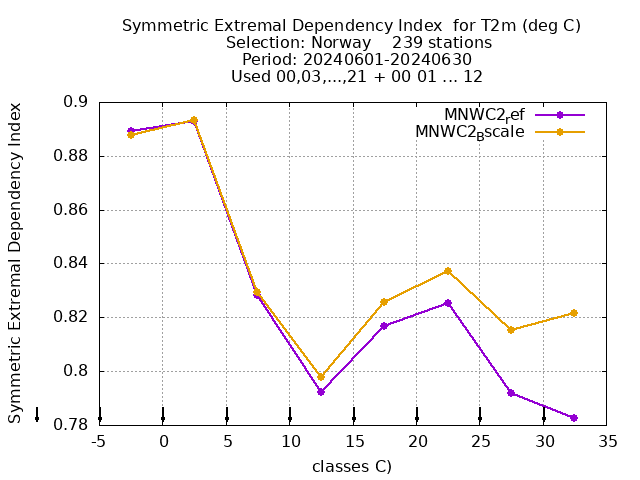 Symmetric Extremal Dependency Index  for T2m (deg C)
Selection: Norway    239 stations
Period: 20240601-20240630
Used 00,03,...,21 + 00 01 ... 12
Symmetric Extremal Dependency Index
MNWC2ref
MNWC2Bscale
0.9
0.88
0.86
0.84
0.82
0.8
0.78
-5 0 5 10 15 20 25 30 35
classes C)